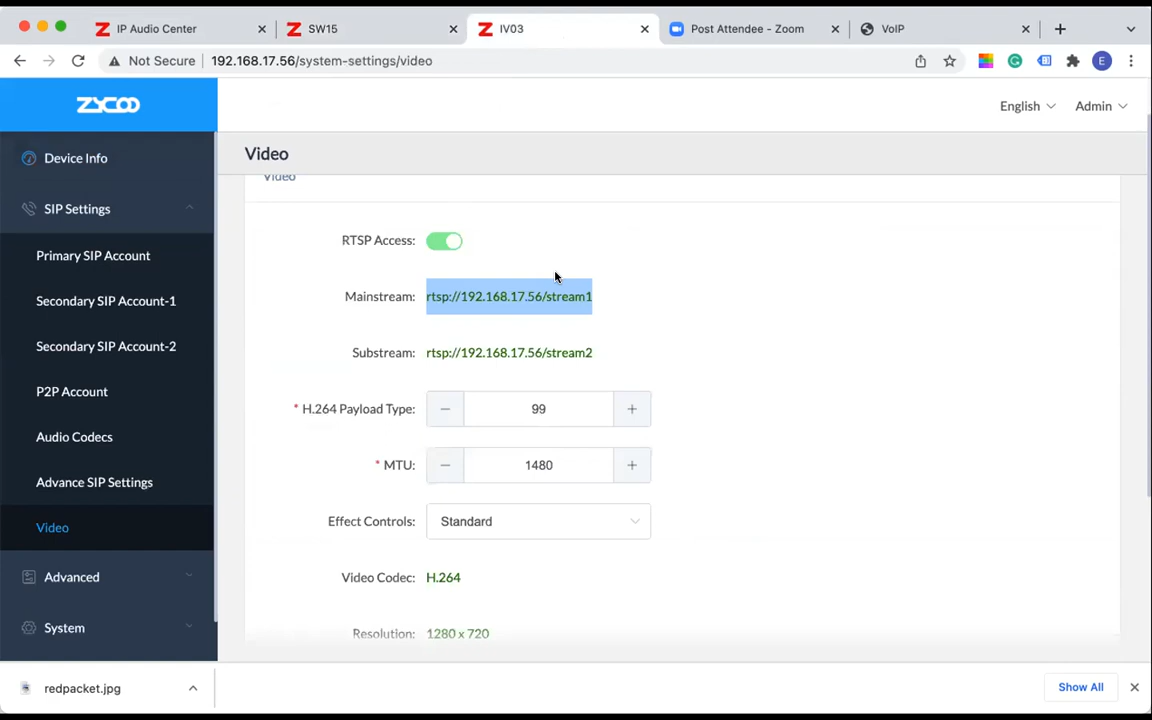 IP Audio Center
SW15
IV03
Post Attendee - Zoom
VoIP
Not Secure
192.168.17.56/system-settings/video
E
ZYCOO
English
Admin
Device Info
SIP Settings
Primary SIP Account
Secondary SIP Account-1
Secondary SIP Account-2
P2P Account
Audio Codecs
Advance SIP Settings
Video
Advanced
System
Video
Video
RTSP Access:
Mainstream: rtsp://192.168.17.56/stream1
Substream: rtsp://192.168.17.56/stream2
* H.264 Payload Type: 99
* MTU: 1480
Effect Controls: Standard
Video Codec: H.264
Resolution: 1280 x 720
redpacket.jpg
Show All